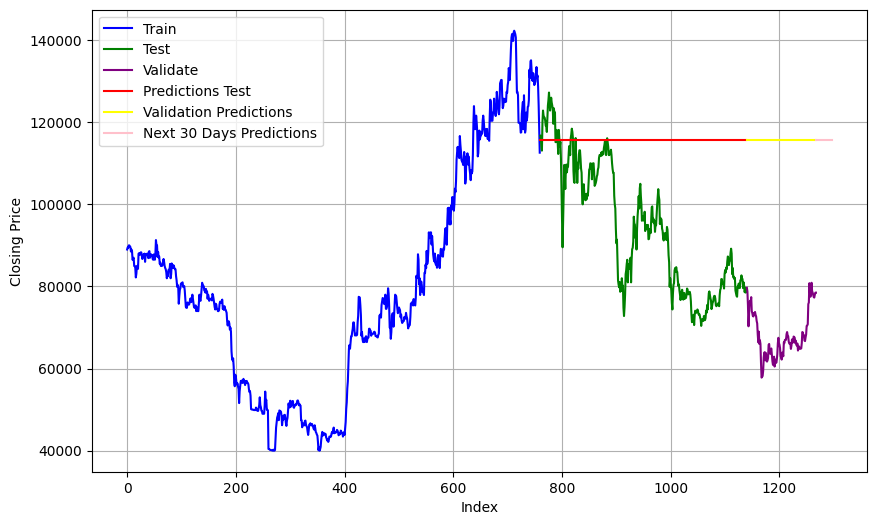 Train
Test
Validate
Predictions Test
Validation Predictions
Next 30 Days Predictions
140000
120000
100000
80000
60000
40000
Closing Price
0 200 400 600 800 1000 1200
Index